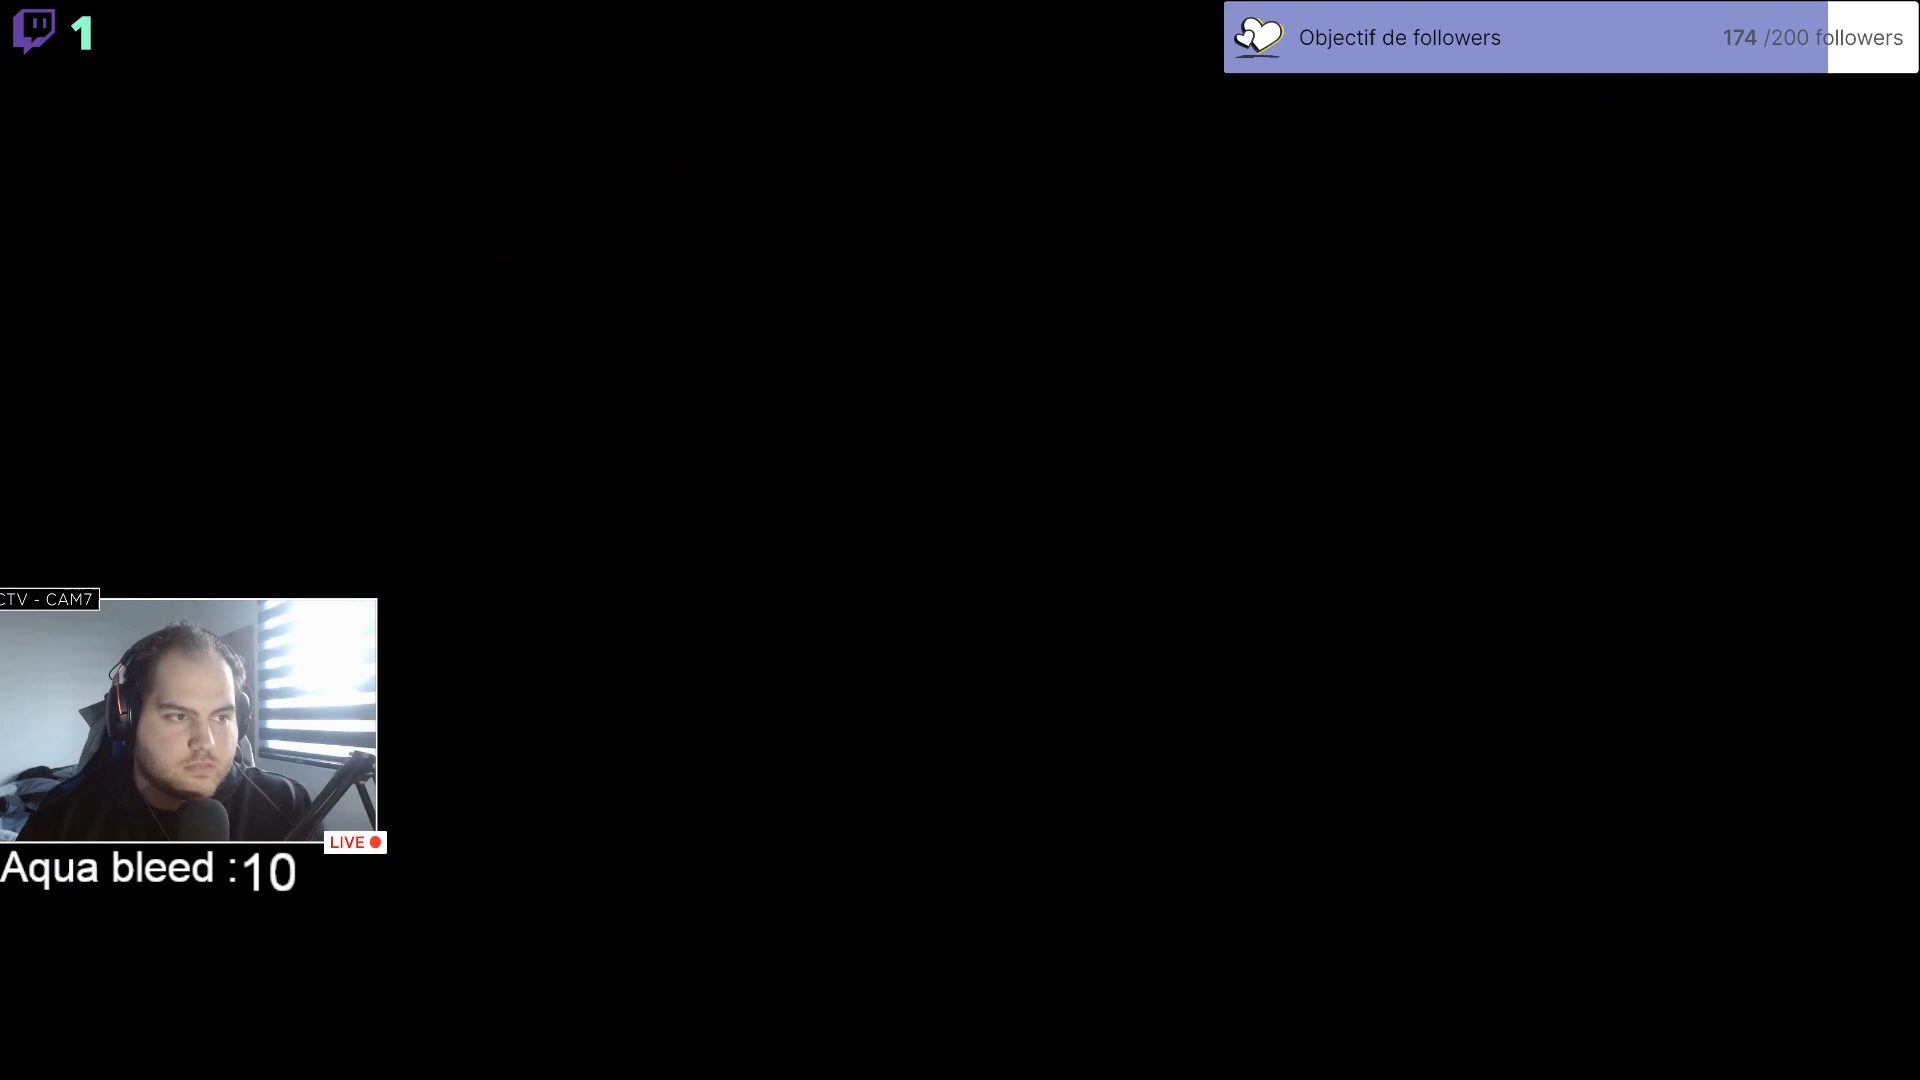 1
Objectif de followers 174 /200 followers
CTV - CAM7
LIVE
Aqua bleed :10